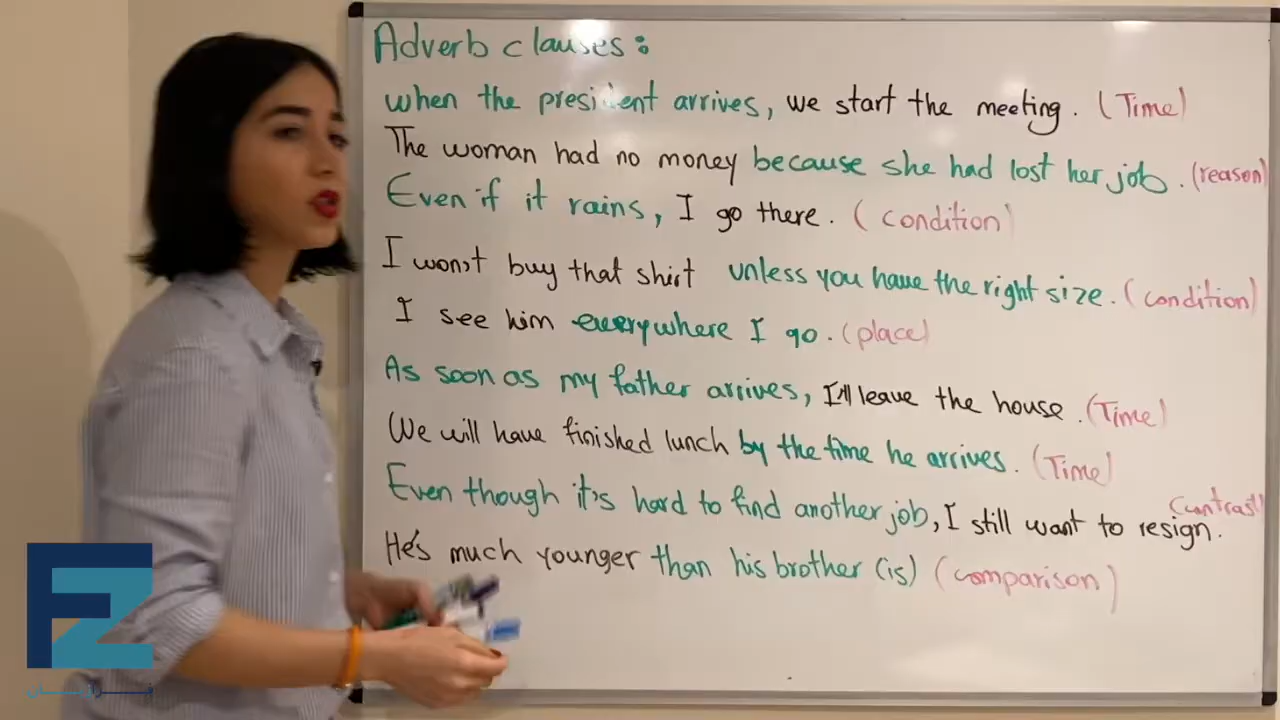 Adverb clauses:
when the president arrives, we start the meeting. (Time)
The woman had no money because she had lost her job. (reason)
Even if it rains, I go there. (condition)
I won't buy that shirt unless you have the right size. (condition)
I see him everywhere I go. (place)
As soon as my father arrives, I'll leave the house. (Time)
We will have finished lunch by the time he arrives. (Time)
Even though it's hard to find another job, I still want to resign. (contrast)
He's much younger than his brother (is) (comparison)
FZ